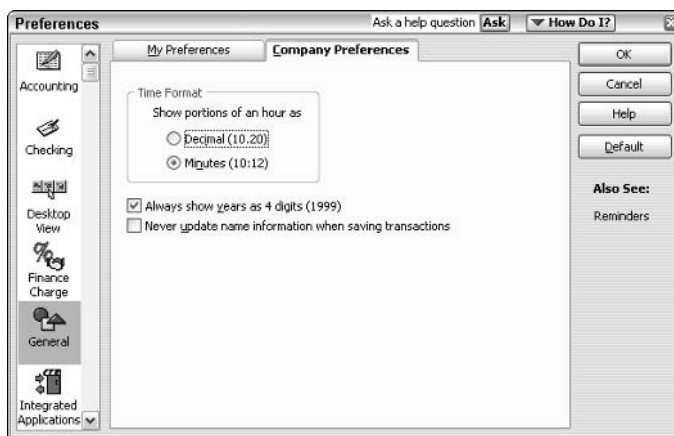 Preferences
Ask a help question Ask
How Do I?
Accounting
Checking
Desktop
View
Finance
Charge
General
Integrated
Applications
My Preferences
Company Preferences
Time Format
Show portions of an hour as
Decimal (10.20)
Minutes (10:12)
Always show years as 4 digits (1999)
Never update name information when saving transactions
OK
Cancel
Help
Default
Also See:
Reminders